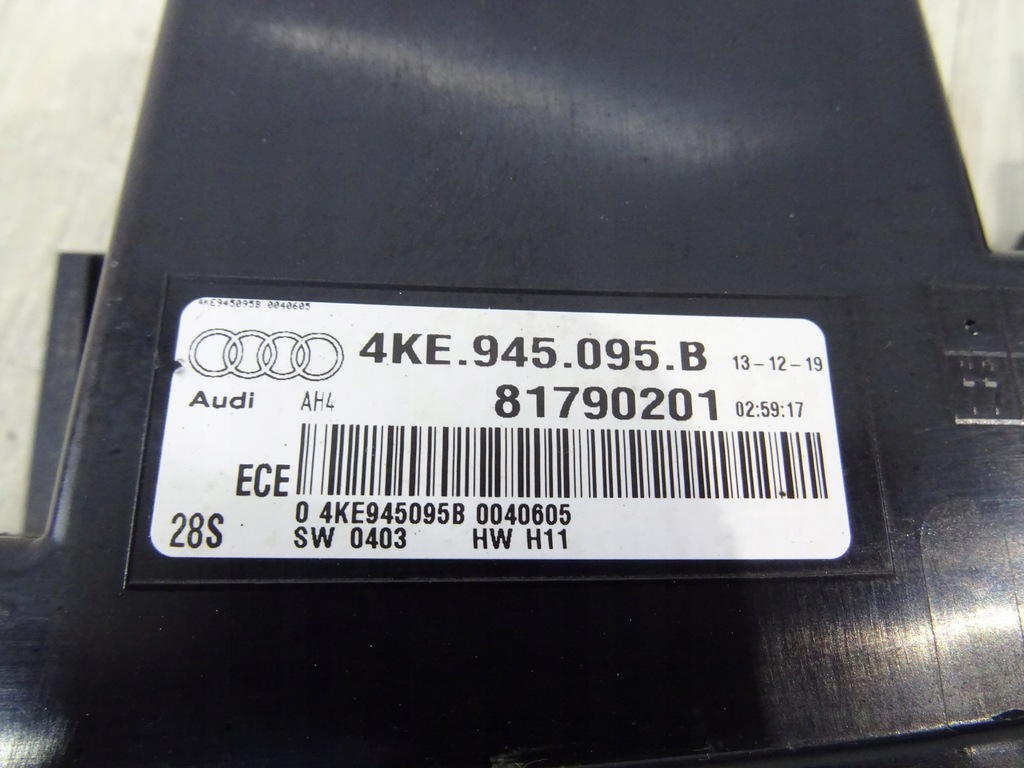 4KE945095B 0040605
4KE.945.095.B 13-12-19
Audi AH4 81790201 02:59:17
ECE
0 4KE945095B 0040605
28S SW 0403 HW H11